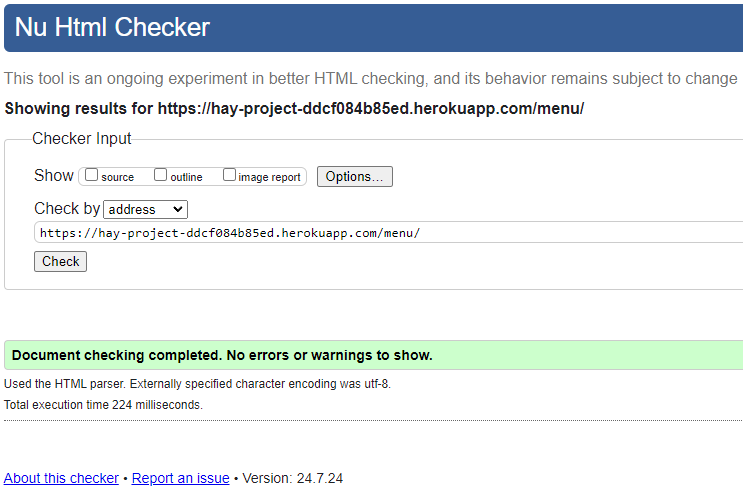 Nu Html Checker
This tool is an ongoing experiment in better HTML checking, and its behavior remains subject to change
Showing results for https://hay-project-ddcf084b85ed.herokuapp.com/menu/
Checker Input
Show source outline image report Options...
Check by address
https://hay-project-ddcf084b85ed.herokuapp.com/menu/
Check
Document checking completed. No errors or warnings to show.
Used the HTML parser. Externally specified character encoding was utf-8.
Total execution time 224 milliseconds.
About this checker • Report an issue • Version: 24.7.24